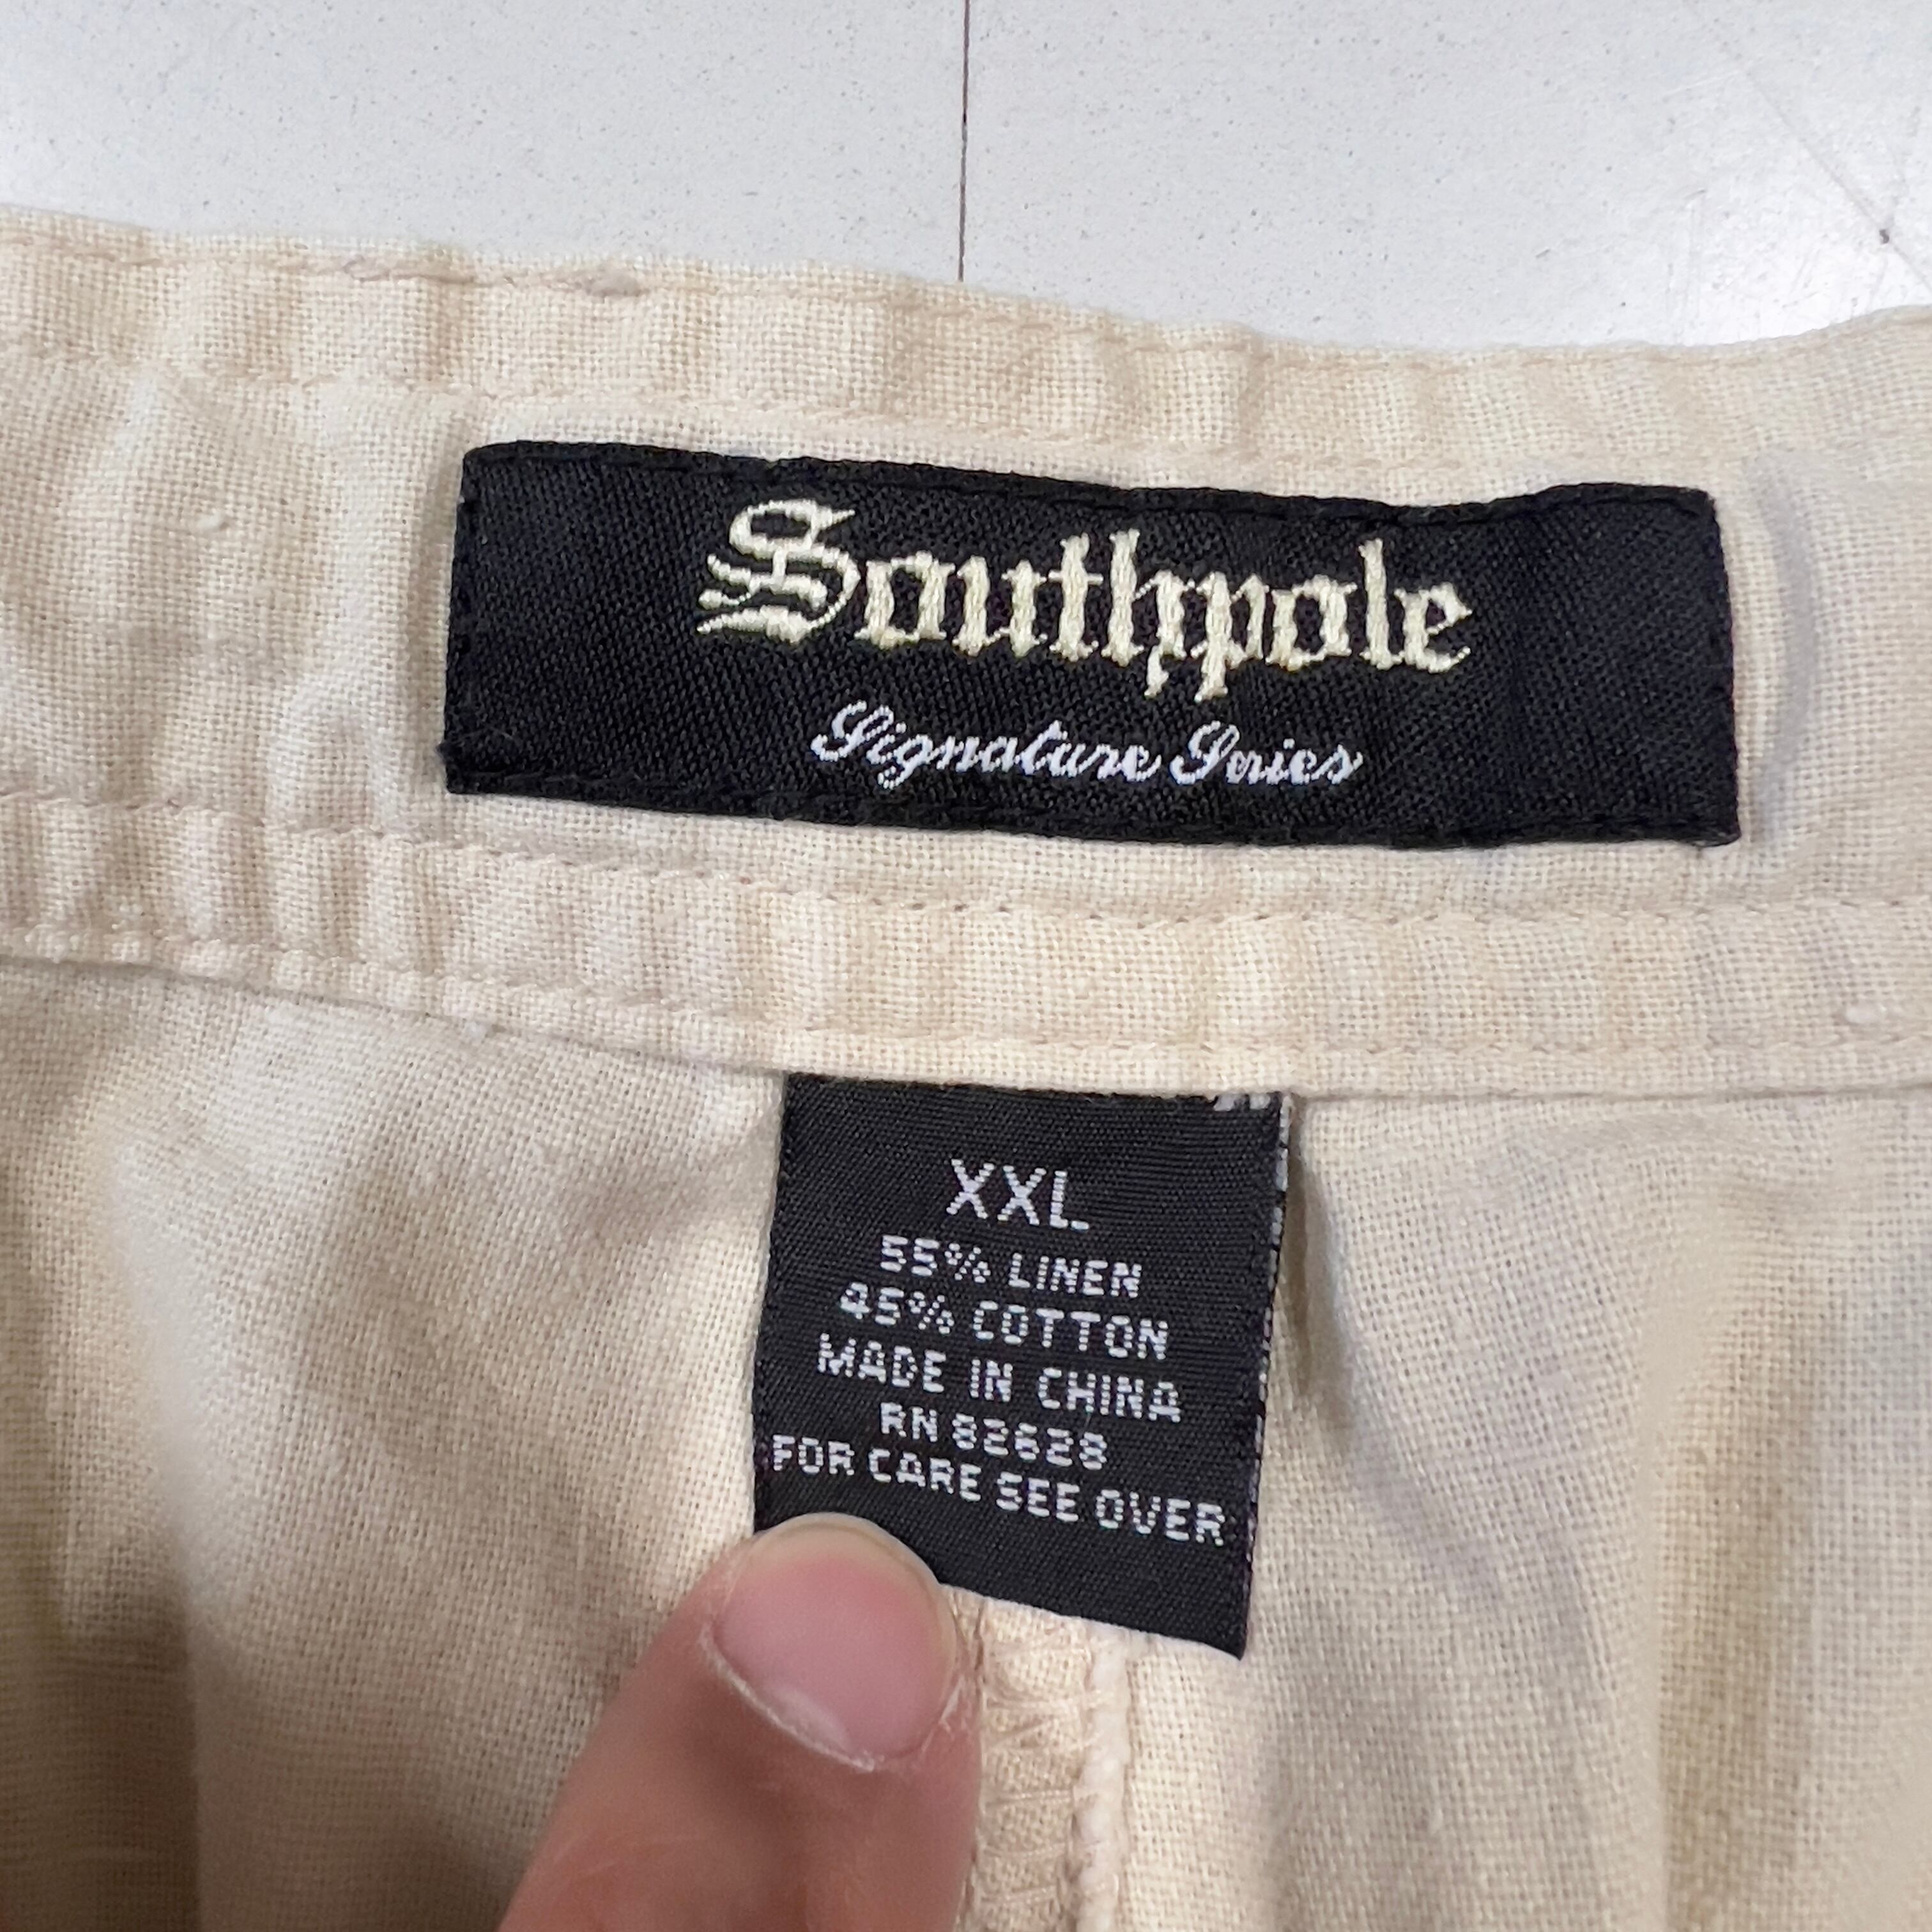 Southpole
Signature Series
XXL
55% LINEN
45% COTTON
MADE IN CHINA
RN 82628
FOR CARE SEE OVER